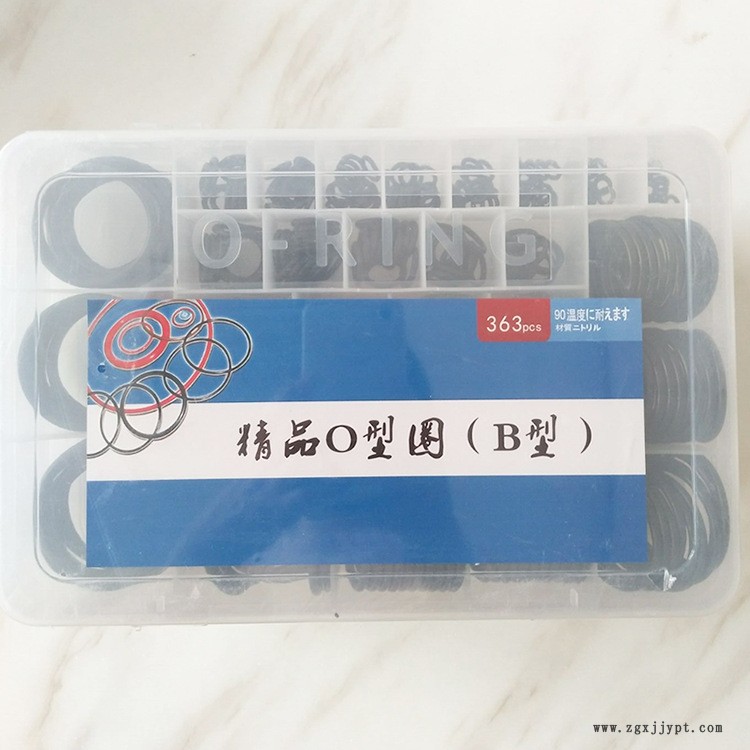 O-RING
363pcs
90温度に耐えます
材質ニトリル
精品O型圈（B型）
www.zgxjjypt.com